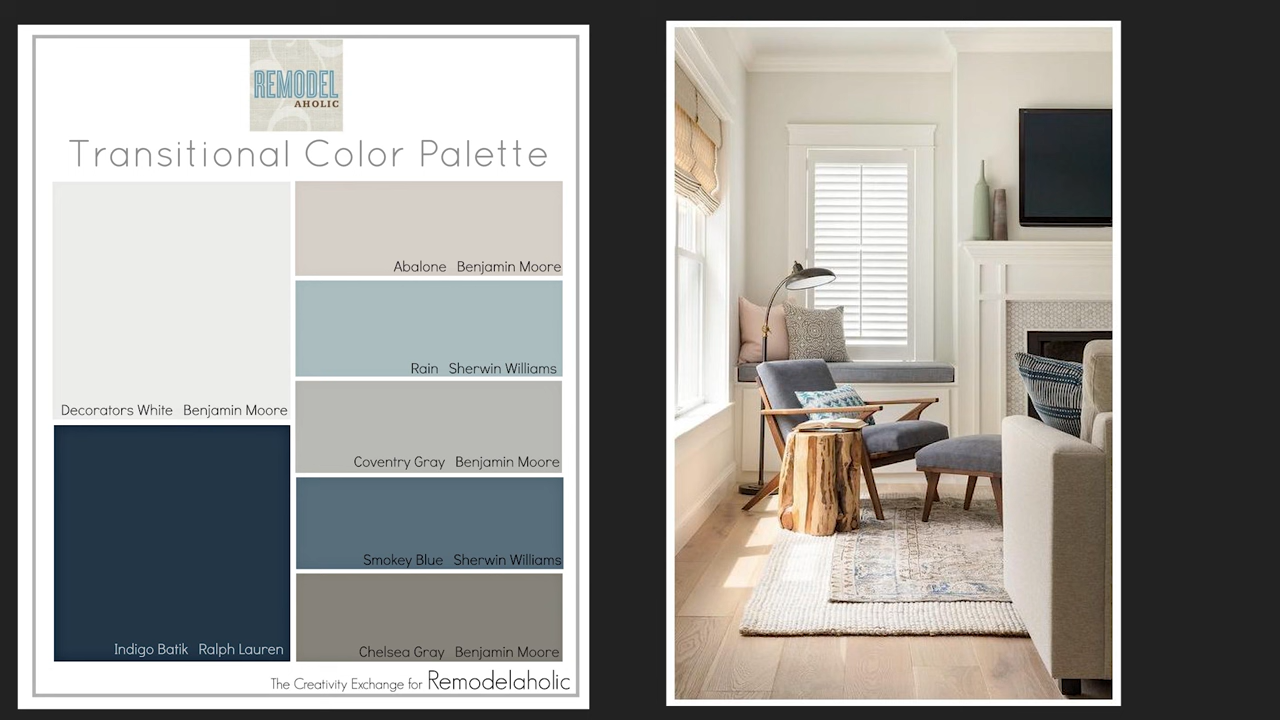 REMODEL
AHOLIC
Transitional Color Palette
Abalone Benjamin Moore
Rain Sherwin Williams
Decorators White Benjamin Moore
Coventry Gray Benjamin Moore
Smokey Blue Sherwin Williams
Indigo Batik Ralph Lauren
Chelsea Gray Benjamin Moore
The Creativity Exchange for Remodelaholic